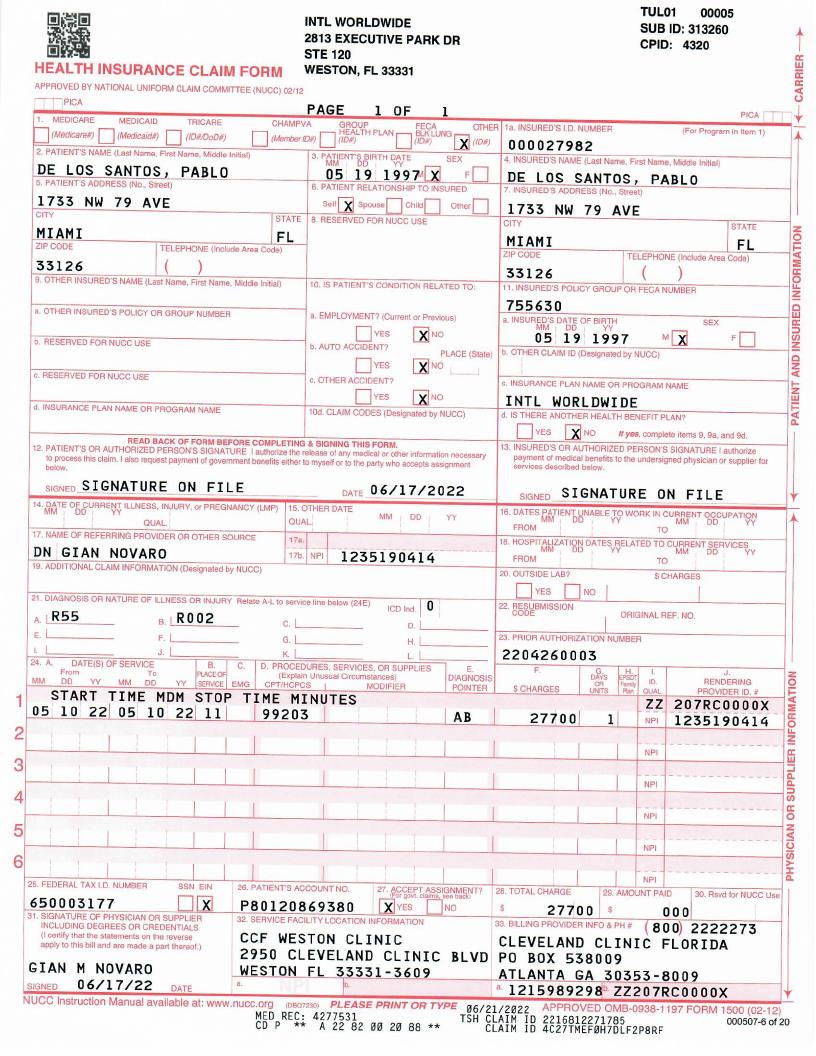 INTL WORLDWIDE
2813 EXECUTIVE PARK DR
STE 120
WESTON, FL 33331
TUL01 00005
SUB ID: 313260
CPID: 4320
HEALTH INSURANCE CLAIM FORM
APPROVED BY NATIONAL UNIFORM CLAIM COMMITTEE (NUCC) 02/12
PICA
PAGE 1 OF 1
PICA
CARRIER
1. MEDICARE MEDICAID TRICARE CHAMPVA GROUP HEALTH PLAN FECA BLK LUNG OTHER
(Medicare#) (Medicaid#) (ID#/DoD#) (Member ID#) (ID#) (ID#) X (ID#)
1a. INSURED'S I.D. NUMBER (For Program in Item 1)
000027982
2. PATIENT'S NAME (Last Name, First Name, Middle Initial)
DE LOS SANTOS, PABLO
3. PATIENT'S BIRTH DATE SEX
MM DD YY
05 19 1997 M X F
4. INSURED'S NAME (Last Name, First Name, Middle Initial)
DE LOS SANTOS, PABLO
5. PATIENT'S ADDRESS (No., Street)
1733 NW 79 AVE
6. PATIENT RELATIONSHIP TO INSURED
Self X Spouse Child Other
7. INSURED'S ADDRESS (No., Street)
1733 NW 79 AVE
CITY STATE
MIAMI FL
8. RESERVED FOR NUCC USE
CITY STATE
MIAMI FL
ZIP CODE TELEPHONE (Include Area Code)
33126 ( )
ZIP CODE TELEPHONE (Include Area Code)
33126 ( )
9. OTHER INSURED'S NAME (Last Name, First Name, Middle Initial)
10. IS PATIENT'S CONDITION RELATED TO:
11. INSURED'S POLICY GROUP OR FECA NUMBER
755630
a. OTHER INSURED'S POLICY OR GROUP NUMBER
a. EMPLOYMENT? (Current or Previous)
YES X NO
a. INSURED'S DATE OF BIRTH SEX
MM DD YY
05 19 1997 M X F
b. RESERVED FOR NUCC USE
b. AUTO ACCIDENT? PLACE (State)
YES X NO
b. OTHER CLAIM ID (Designated by NUCC)
c. RESERVED FOR NUCC USE
c. OTHER ACCIDENT?
YES X NO
c. INSURANCE PLAN NAME OR PROGRAM NAME
INTL WORLDWIDE
d. INSURANCE PLAN NAME OR PROGRAM NAME
10d. CLAIM CODES (Designated by NUCC)
d. IS THERE ANOTHER HEALTH BENEFIT PLAN?
YES X NO If yes, complete items 9, 9a, and 9d.
READ BACK OF FORM BEFORE COMPLETING & SIGNING THIS FORM.
12. PATIENT'S OR AUTHORIZED PERSON'S SIGNATURE I authorize the release of any medical or other information necessary
to process this claim. I also request payment of government benefits either to myself or to the party who accepts assignment
below.
SIGNED SIGNATURE ON FILE DATE 06/17/2022
13. INSURED'S OR AUTHORIZED PERSON'S SIGNATURE I authorize
payment of medical benefits to the undersigned physician or supplier for
services described below.
SIGNED SIGNATURE ON FILE
PATIENT AND INSURED INFORMATION
14. DATE OF CURRENT ILLNESS, INJURY, or PREGNANCY (LMP)
MM DD YY
QUAL.
15. OTHER DATE
QUAL. MM DD YY
16. DATES PATIENT UNABLE TO WORK IN CURRENT OCCUPATION
MM DD YY MM DD YY
FROM TO
17. NAME OF REFERRING PROVIDER OR OTHER SOURCE
DN GIAN NOVARO
17a.
17b. NPI 1235190414
18. HOSPITALIZATION DATES RELATED TO CURRENT SERVICES
MM DD YY MM DD YY
FROM TO
19. ADDITIONAL CLAIM INFORMATION (Designated by NUCC)
20. OUTSIDE LAB? $ CHARGES
YES NO
21. DIAGNOSIS OR NATURE OF ILLNESS OR INJURY Relate A-L to service line below (24E) ICD Ind. 0
A. R55 B. R002 C. D.
E. F. G. H.
I. J. K. L.
22. RESUBMISSION CODE ORIGINAL REF. NO.
23. PRIOR AUTHORIZATION NUMBER
2204260003
24. A. DATE(S) OF SERVICE B. C. D. PROCEDURES, SERVICES, OR SUPPLIES E. F. G. H. I. J.
From To PLACE OF (Explain Unusual Circumstances) DIAGNOSIS DAYS OR EPSDT Family ID. RENDERING
MM DD YY MM DD YY SERVICE EMG CPT/HCPCS MODIFIER POINTER $ CHARGES UNITS Plan QUAL. PROVIDER ID. #
START TIME MDM STOP TIME MINUTES ZZ 207RC0000X
1 05 10 22 05 10 22 11 99203 AB 27700 1 NPI 1235190414
2 NPI
3 NPI
4 NPI
5 NPI
6 NPI
25. FEDERAL TAX I.D. NUMBER SSN EIN
650003177 X
26. PATIENT'S ACCOUNT NO.
P80120869380
27. ACCEPT ASSIGNMENT?
(For govt. claims, see back)
X YES NO
28. TOTAL CHARGE
$ 27700
29. AMOUNT PAID
$ 000
30. Rsvd for NUCC Use
31. SIGNATURE OF PHYSICIAN OR SUPPLIER
INCLUDING DEGREES OR CREDENTIALS
(I certify that the statements on the reverse
apply to this bill and are made a part thereof.)
GIAN M NOVARO
SIGNED 06/17/22 DATE
32. SERVICE FACILITY LOCATION INFORMATION
CCF WESTON CLINIC
2950 CLEVELAND CLINIC BLVD
WESTON FL 33331-3609
a. NPI b.
33. BILLING PROVIDER INFO & PH # (800) 2222273
CLEVELAND CLINIC FLORIDA
PO BOX 538009
ATLANTA GA 30353-8009
a. 1215989298 b. ZZ207RC0000X
PHYSICIAN OR SUPPLIER INFORMATION
NUCC Instruction Manual available at: www.nucc.org (DBO7230) PLEASE PRINT OR TYPE APPROVED OMB-0938-1197 FORM 1500 (02-12)
06/21/2022
MED REC: 4277531 TSH CLAIM ID 2216812271785
CD P ** A 22 82 00 20 88 ** CLAIM ID 4C27TMEF0H7DLF2P8RF
000507-6 of 20